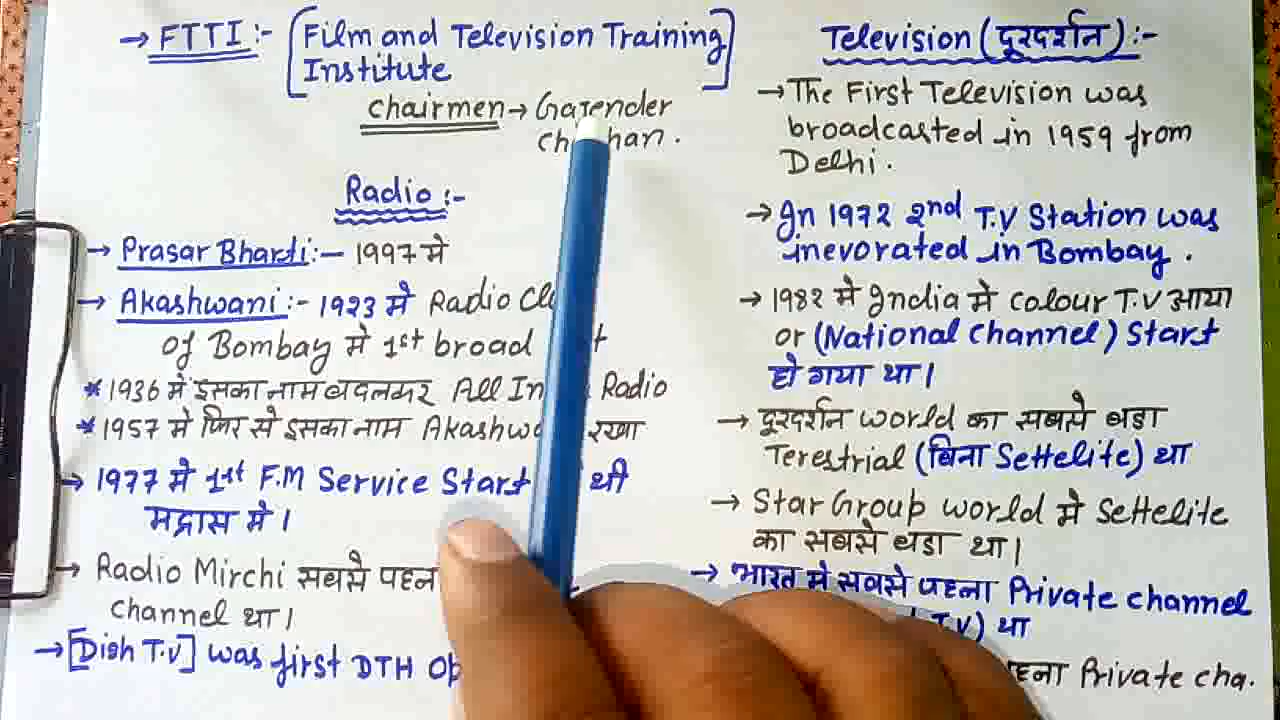 → FTTI:- [Film and Television Training
Institute]
Chairmen → Gajender
Radio:-
→ Prasar Bharti:- 1997 मे
→ Akashwani:- 1923 मे Radio
of Bombay मे 1st broad
* 1936 मे इसका नाम बदलकर All Radio
* 1957 मे फिर से इसका नाम रखा
→ 1977 मे 1st F.M Service Start थी
मद्रास मे।
→ Radio Mirchi सबसे
channel था।
→ [Dish T.V] was first DTH
Television (दूरदर्शन):-
→ The First Television was
broadcasted in 1959 from
Delhi.
→ In 1972 2nd T.V Station was
inevorated in Bombay.
→ 1982 मे India मे colour T.V आया
or (National Channel) Start
हो गया था।
→ दूरदर्शन world का सबसे बडा
Terestrial (बिना Settelite) था
→ Star Group world मे Settelite
का सबसे बडा था।
→ भारत मे सबसे पहला Private channel
T.V) था
Private cha.